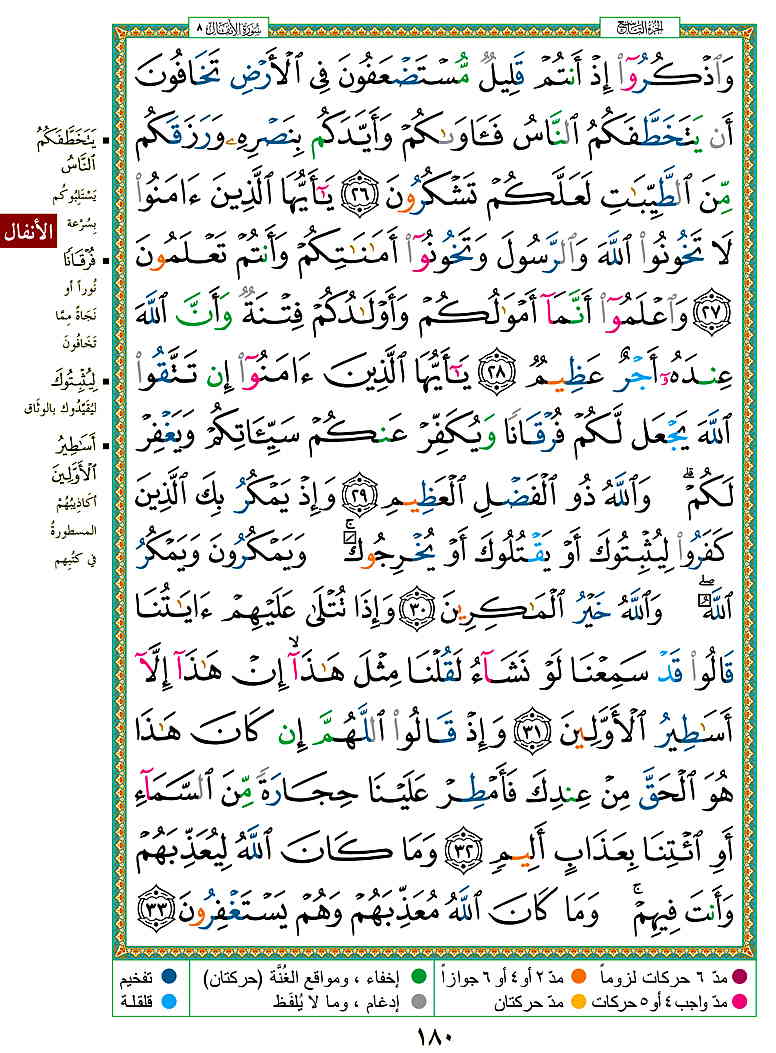 الجزء التاسع
سورة الأنفال ٨
وَٱذْكُرُوٓا۟ إِذْ أَنتُمْ قَلِيلٌ مُّسْتَضْعَفُونَ فِى ٱلْأَرْضِ تَخَافُونَ
أَن يَتَخَطَّفَكُمُ ٱلنَّاسُ فَـَٔاوَىٰكُمْ وَأَيَّدَكُم بِنَصْرِهِۦ وَرَزَقَكُم
مِّنَ ٱلطَّيِّبَٰتِ لَعَلَّكُمْ تَشْكُرُونَ ٢٦ يَٰٓأَيُّهَا ٱلَّذِينَ ءَامَنُوا۟
لَا تَخُونُوا۟ ٱللَّهَ وَٱلرَّسُولَ وَتَخُونُوٓا۟ أَمَٰنَٰتِكُمْ وَأَنتُمْ تَعْلَمُونَ
٢٧ وَٱعْلَمُوٓا۟ أَنَّمَآ أَمْوَٰلُكُمْ وَأَوْلَٰدُكُمْ فِتْنَةٌ وَأَنَّ ٱللَّهَ
عِندَهُۥٓ أَجْرٌ عَظِيمٌ ٢٨ يَٰٓأَيُّهَا ٱلَّذِينَ ءَامَنُوٓا۟ إِن تَتَّقُوا۟
ٱللَّهَ يَجْعَل لَّكُمْ فُرْقَانًا وَيُكَفِّرْ عَنكُمْ سَيِّـَٔاتِكُمْ وَيَغْفِرْ
لَكُمْ ۗ وَٱللَّهُ ذُو ٱلْفَضْلِ ٱلْعَظِيمِ ٢٩ وَإِذْ يَمْكُرُ بِكَ ٱلَّذِينَ
كَفَرُوا۟ لِيُثْبِتُوكَ أَوْ يَقْتُلُوكَ أَوْ يُخْرِجُوكَ ۚ وَيَمْكُرُونَ وَيَمْكُرُ
ٱللَّهُ ۖ وَٱللَّهُ خَيْرُ ٱلْمَٰكِرِينَ ٣٠ وَإِذَا تُتْلَىٰ عَلَيْهِمْ ءَايَٰتُنَا
قَالُوا۟ قَدْ سَمِعْنَا لَوْ نَشَآءُ لَقُلْنَا مِثْلَ هَٰذَآ ۙ إِنْ هَٰذَآ إِلَّآ
أَسَٰطِيرُ ٱلْأَوَّلِينَ ٣١ وَإِذْ قَالُوا۟ ٱللَّهُمَّ إِن كَانَ هَٰذَا
هُوَ ٱلْحَقَّ مِنْ عِندِكَ فَأَمْطِرْ عَلَيْنَا حِجَارَةً مِّنَ ٱلسَّمَآءِ
أَوِ ٱئْتِنَا بِعَذَابٍ أَلِيمٍ ٣٢ وَمَا كَانَ ٱللَّهُ لِيُعَذِّبَهُمْ
وَأَنتَ فِيهِمْ ۚ وَمَا كَانَ ٱللَّهُ مُعَذِّبَهُمْ وَهُمْ يَسْتَغْفِرُونَ ٣٣
يَتَخَطَّفَكُمُ
ٱلنَّاسُ
يَسْتَلِبُوكُم
بِسُرْعة
الأنفال
فُرْقَانًا
نُوراً أو
نَجَاةً مِمَّا
تَخَافُونَ
لِيُثْبِتُوكَ
ليُقَيِّدُوك بالوثَاق
أَسَٰطِيرُ
ٱلْأَوَّلِينَ
أكاذِيبُهُمْ
المسطورةُ
في كتُبِهم
مدّ ٦ حركات لزوماً
مدّ ٢ أو ٤ أو ٦ جوازاً
إخفاء ، ومواقع الغُنَّة (حركتان)
تفخيم
مدّ واجب ٤ أو ٥ حركات
مدّ حركتان
إدغام ، وما لا يُلفَظ
قلقلة
١٨٠